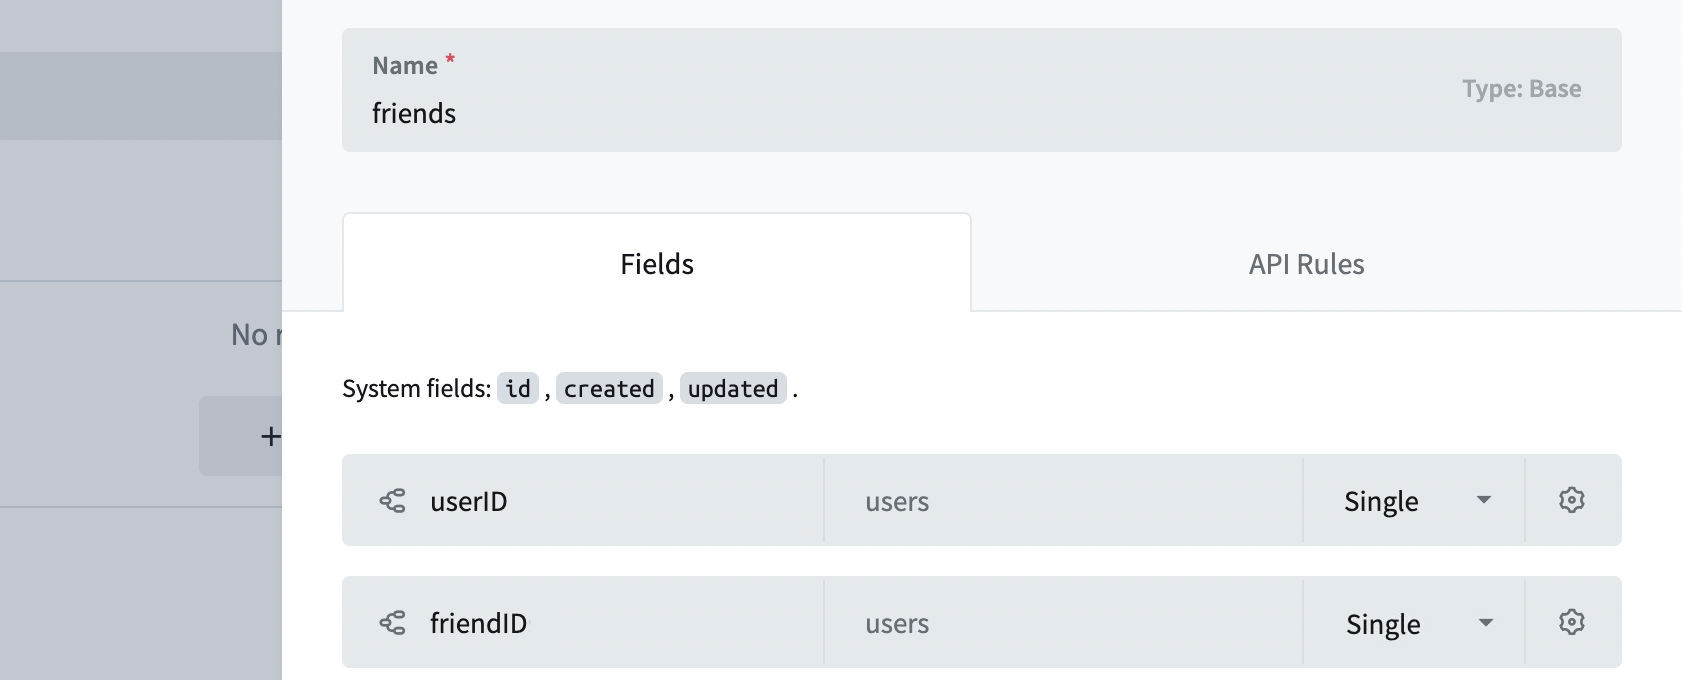 Name *
friends
Type: Base
Fields
API Rules
No
System fields: id , created , updated .
+
userID users Single
friendID users Single